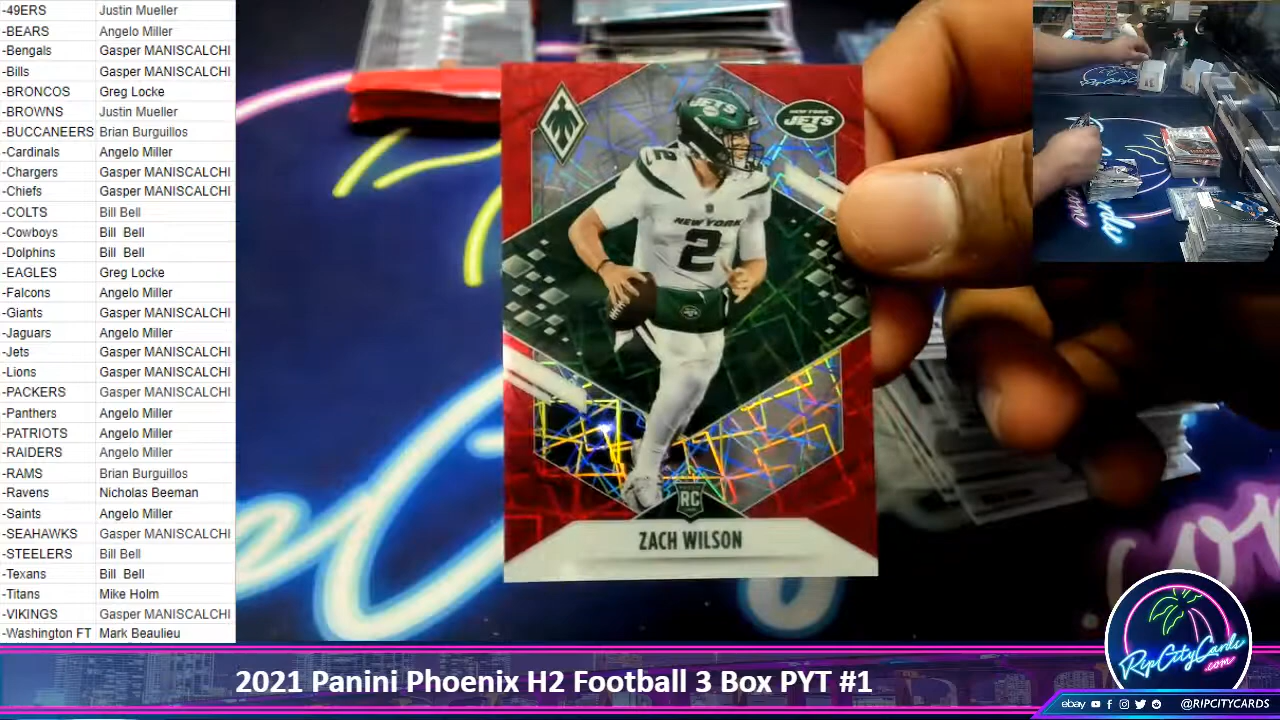 -49ERS Justin Mueller
-BEARS Angelo Miller
-Bengals Gasper MANISCALCHI
-Bills Gasper MANISCALCHI
-BRONCOS Greg Locke
-BROWNS Justin Mueller
-BUCCANEERS Brian Burguillos
-Cardinals Angelo Miller
-Chargers Gasper MANISCALCHI
-Chiefs Gasper MANISCALCHI
-COLTS Bill Bell
-Cowboys Bill Bell
-Dolphins Bill Bell
-EAGLES Greg Locke
-Falcons Angelo Miller
-Giants Gasper MANISCALCHI
-Jaguars Angelo Miller
-Jets Gasper MANISCALCHI
-Lions Gasper MANISCALCHI
-PACKERS Gasper MANISCALCHI
-Panthers Angelo Miller
-PATRIOTS Angelo Miller
-RAIDERS Angelo Miller
-RAMS Brian Burguillos
-Ravens Nicholas Beeman
-Saints Angelo Miller
-SEAHAWKS Gasper MANISCALCHI
-STEELERS Bill Bell
-Texans Bill Bell
-Titans Mike Holm
-VIKINGS Gasper MANISCALCHI
-Washington FT Mark Beaulieu
JETS
NEW YORK
JETS
2
NEW YORK
2
RC
ZACH WILSON
2021 Panini Phoenix H2 Football 3 Box PYT #1
RipCityCards
.com
ebay @RIPCITYCARDS